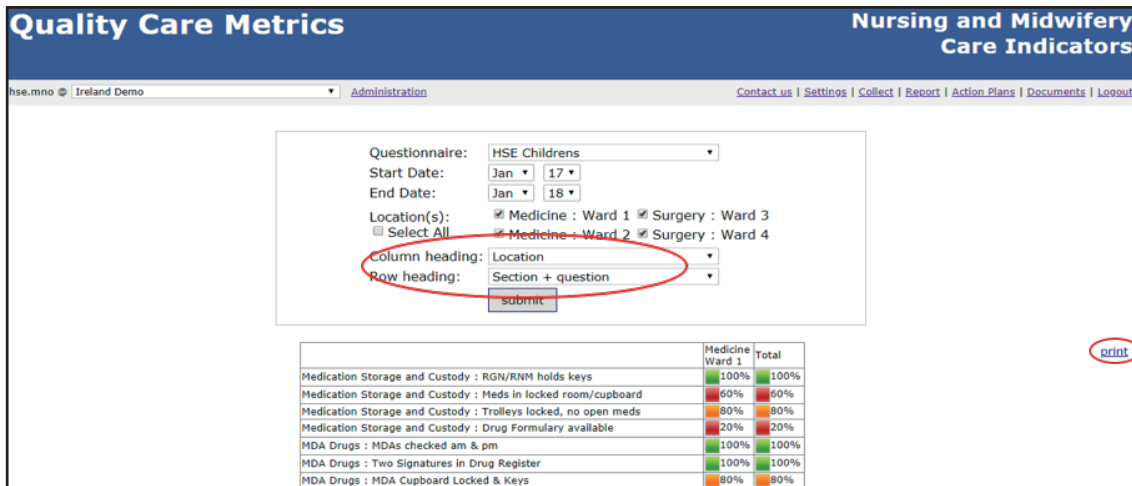 Quality Care Metrics
Nursing and Midwifery
Care Indicators
hse.mno @ Ireland Demo Administration Contact us | Settings | Collect | Report | Action Plans | Documents | Logout
Questionnaire: HSE Childrens
Start Date: Jan 17
End Date: Jan 18
Location(s): Medicine : Ward 1 Surgery : Ward 3
Select All Medicine : Ward 2 Surgery : Ward 4
Column heading: Location
Row heading: Section + question
submit
print
Medicine Ward 1 Total
Medication Storage and Custody : RGN/RNM holds keys 100% 100%
Medication Storage and Custody : Meds in locked room/cupboard 60% 60%
Medication Storage and Custody : Trolleys locked, no open meds 80% 80%
Medication Storage and Custody : Drug Formulary available 20% 20%
MDA Drugs : MDAs checked am & pm 100% 100%
MDA Drugs : Two Signatures in Drug Register 100% 100%
MDA Drugs : MDA Cupboard Locked & Keys 80% 80%